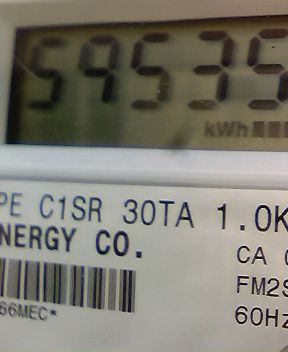 59535
kWh
PE C1SR 30TA 1.0K
NERGY CO.
CA
FM2S
66MEC*
60Hz